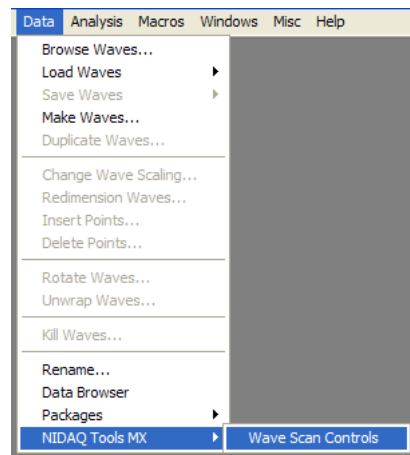 Data Analysis Macros Windows Misc Help
Browse Waves...
Load Waves
Save Waves
Make Waves...
Duplicate Waves...
Change Wave Scaling...
Redimension Waves...
Insert Points...
Delete Points...
Rotate Waves...
Unwrap Waves...
Kill Waves...
Rename...
Data Browser
Packages
NIDAQ Tools MX Wave Scan Controls